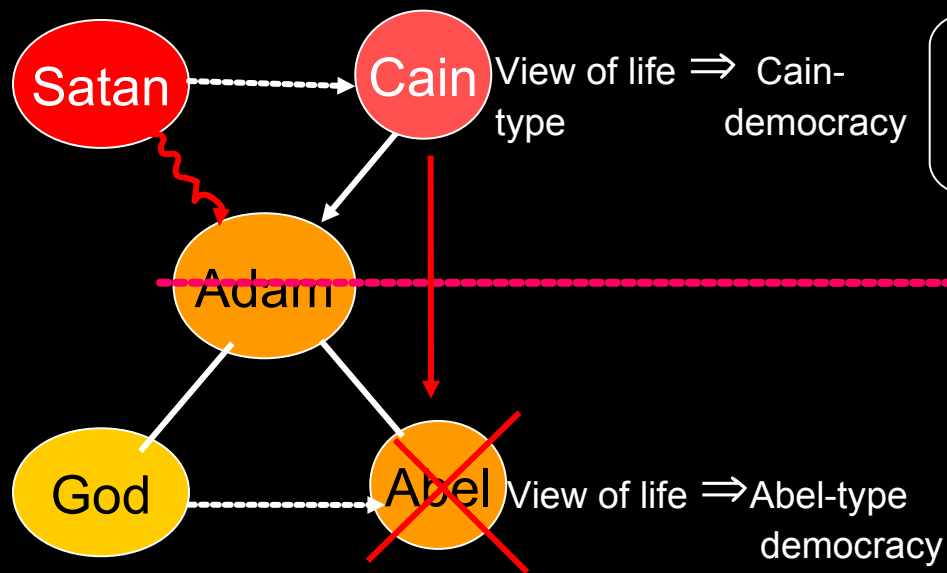 Satan
Cain
View of life ⇒ Cain-
type democracy
Adam
God
Abel
View of life ⇒Abel-type
democracy